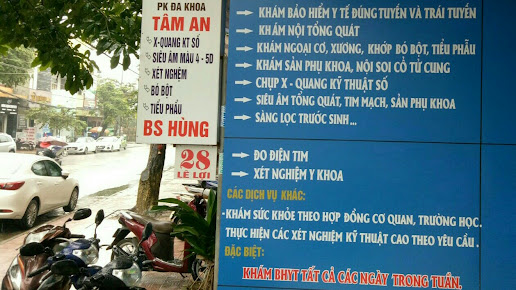 PK ĐA KHOA
TÂM AN
X-QUANG KT SỐ
SIÊU ÂM MÀU 4 - 5D
XÉT NGHIỆM
BÓ BỘT
TIỂU PHẨU
BS HÙNG
28
LÊ LỢI
KHÁM BẢO HIỂM Y TẾ ĐÚNG TUYẾN VÀ TRÁI TUYẾN
KHÁM NỘI TỔNG QUÁT
KHÁM NGOẠI CƠ, XƯƠNG, KHỚP BÓ BỘT, TIỂU PHẪU
KHÁM SẢN PHỤ KHOA, NỘI SOI CỔ TỬ CUNG
CHỤP X - QUANG KỸ THUẬT SỐ
SIÊU ÂM TỔNG QUÁT, TIM MẠCH, SẢN PHỤ KHOA
SÀNG LỌC TRƯỚC SINH...
ĐO ĐIỆN TIM
XÉT NGHIỆM Y KHOA
CÁC DỊCH VỤ KHÁC:
-KHÁM SỨC KHỎE THEO HỢP ĐỒNG CƠ QUAN, TRƯỜNG HỌC.
THỰC HIỆN CÁC XÉT NGHIỆM KỸ THUẬT CAO THEO YÊU CẦU.
ĐẶC BIỆT:
KHÁM BHYT TẤT CẢ CÁC NGÀY TRONG TUẦN.